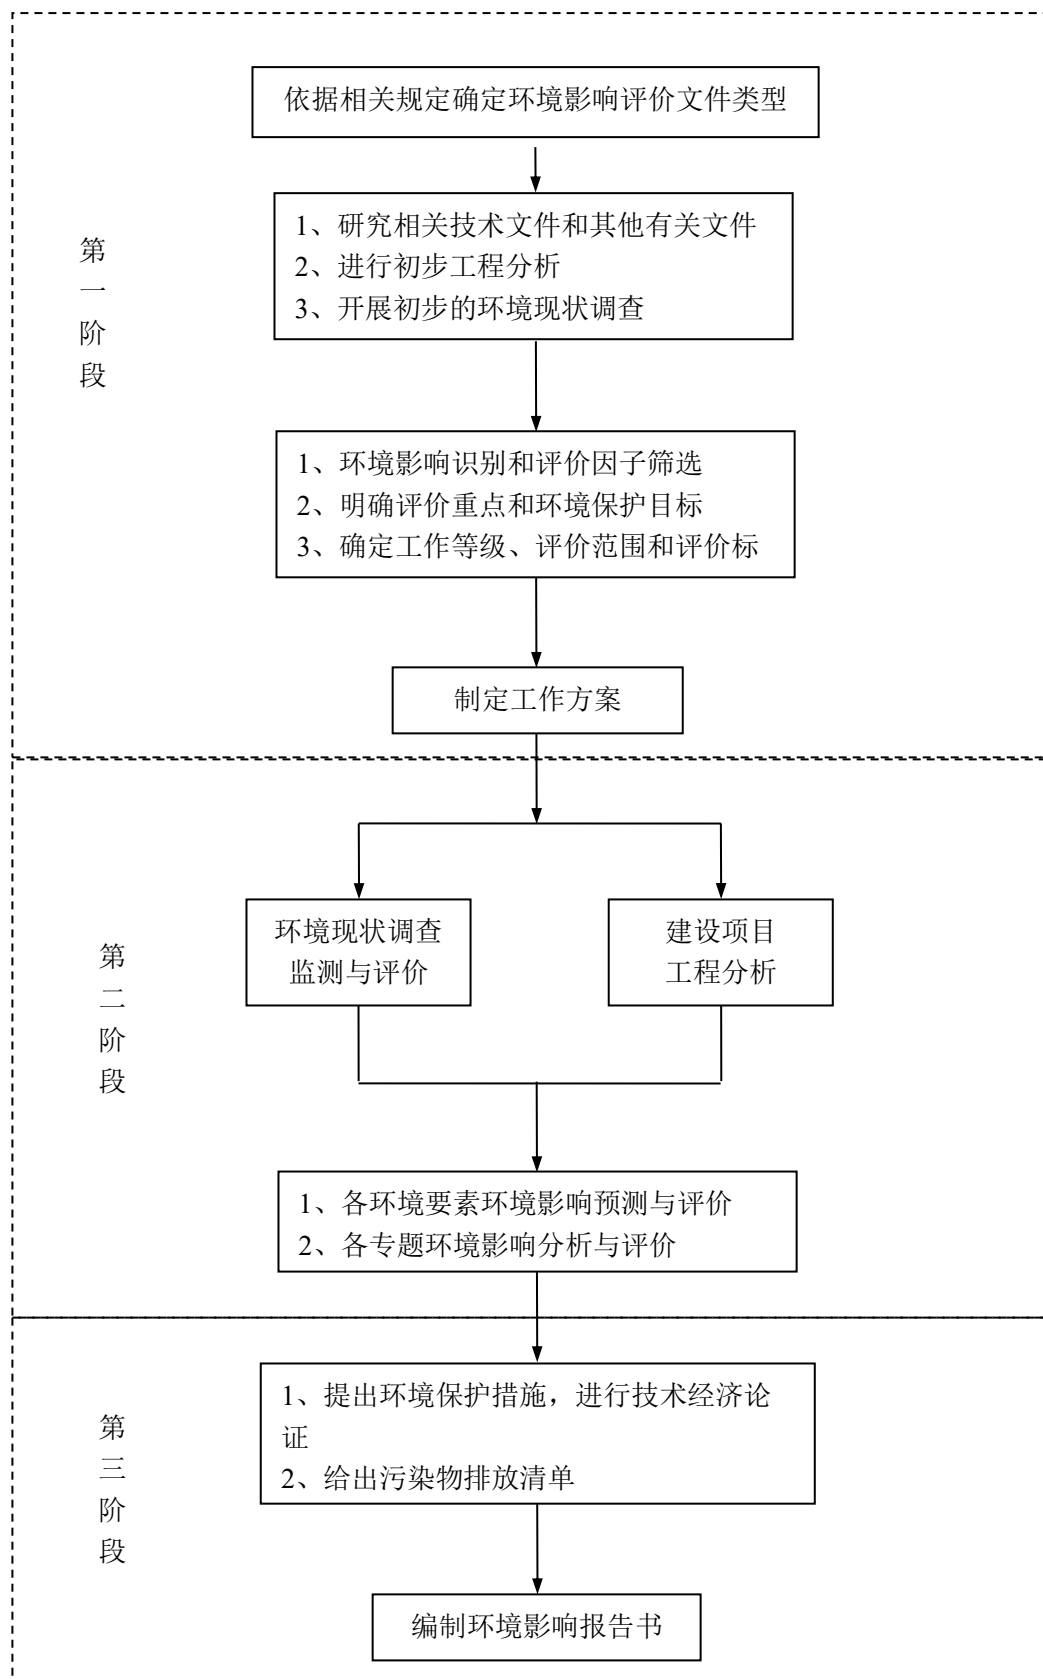 依据相关规定确定环境影响评价文件类型
第一阶段
1、研究相关技术文件和其他有关文件
2、进行初步工程分析
3、开展初步的环境现状调查
1、环境影响识别和评价因子筛选
2、明确评价重点和环境保护目标
3、确定工作等级、评价范围和评价标
制定工作方案
第二阶段
环境现状调查
监测与评价
建设项目
工程分析
1、各环境要素环境影响预测与评价
2、各专题环境影响分析与评价
第三阶段
1、提出环境保护措施，进行技术经济论
证
2、给出污染物排放清单
编制环境影响报告书